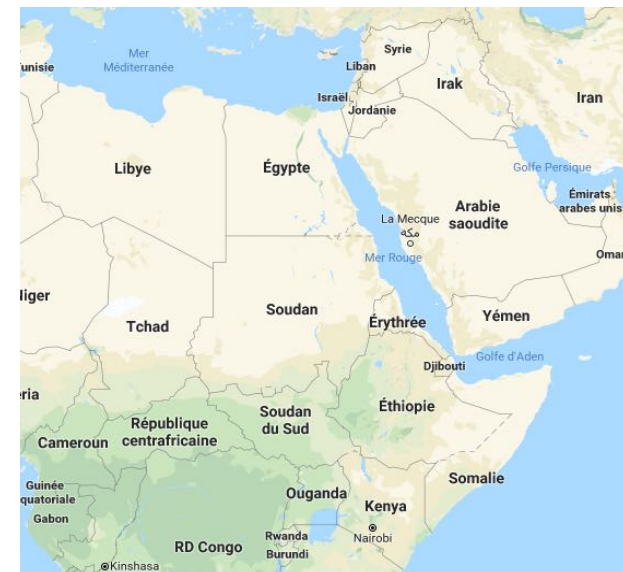 Mer
Méditerranée
Syrie
Liban
unisie
Irak
Iran
Israël
Jordanie
Libye
Égypte
Golfe Persique
Émirats
arabes unis
Arabie
saoudite
La Mecque
مكة
Mer Rouge
Oman
liger
Tchad
Soudan
Érythrée
Yémen
Djibouti
Golfe d'Aden
ria
Éthiopie
Soudan
du Sud
République
centrafricaine
Cameroun
Somalie
Guinée
quatoriale
Gabon
Ouganda
Kenya
Nairobi
Rwanda
Burundi
RD Congo
Kinshasa